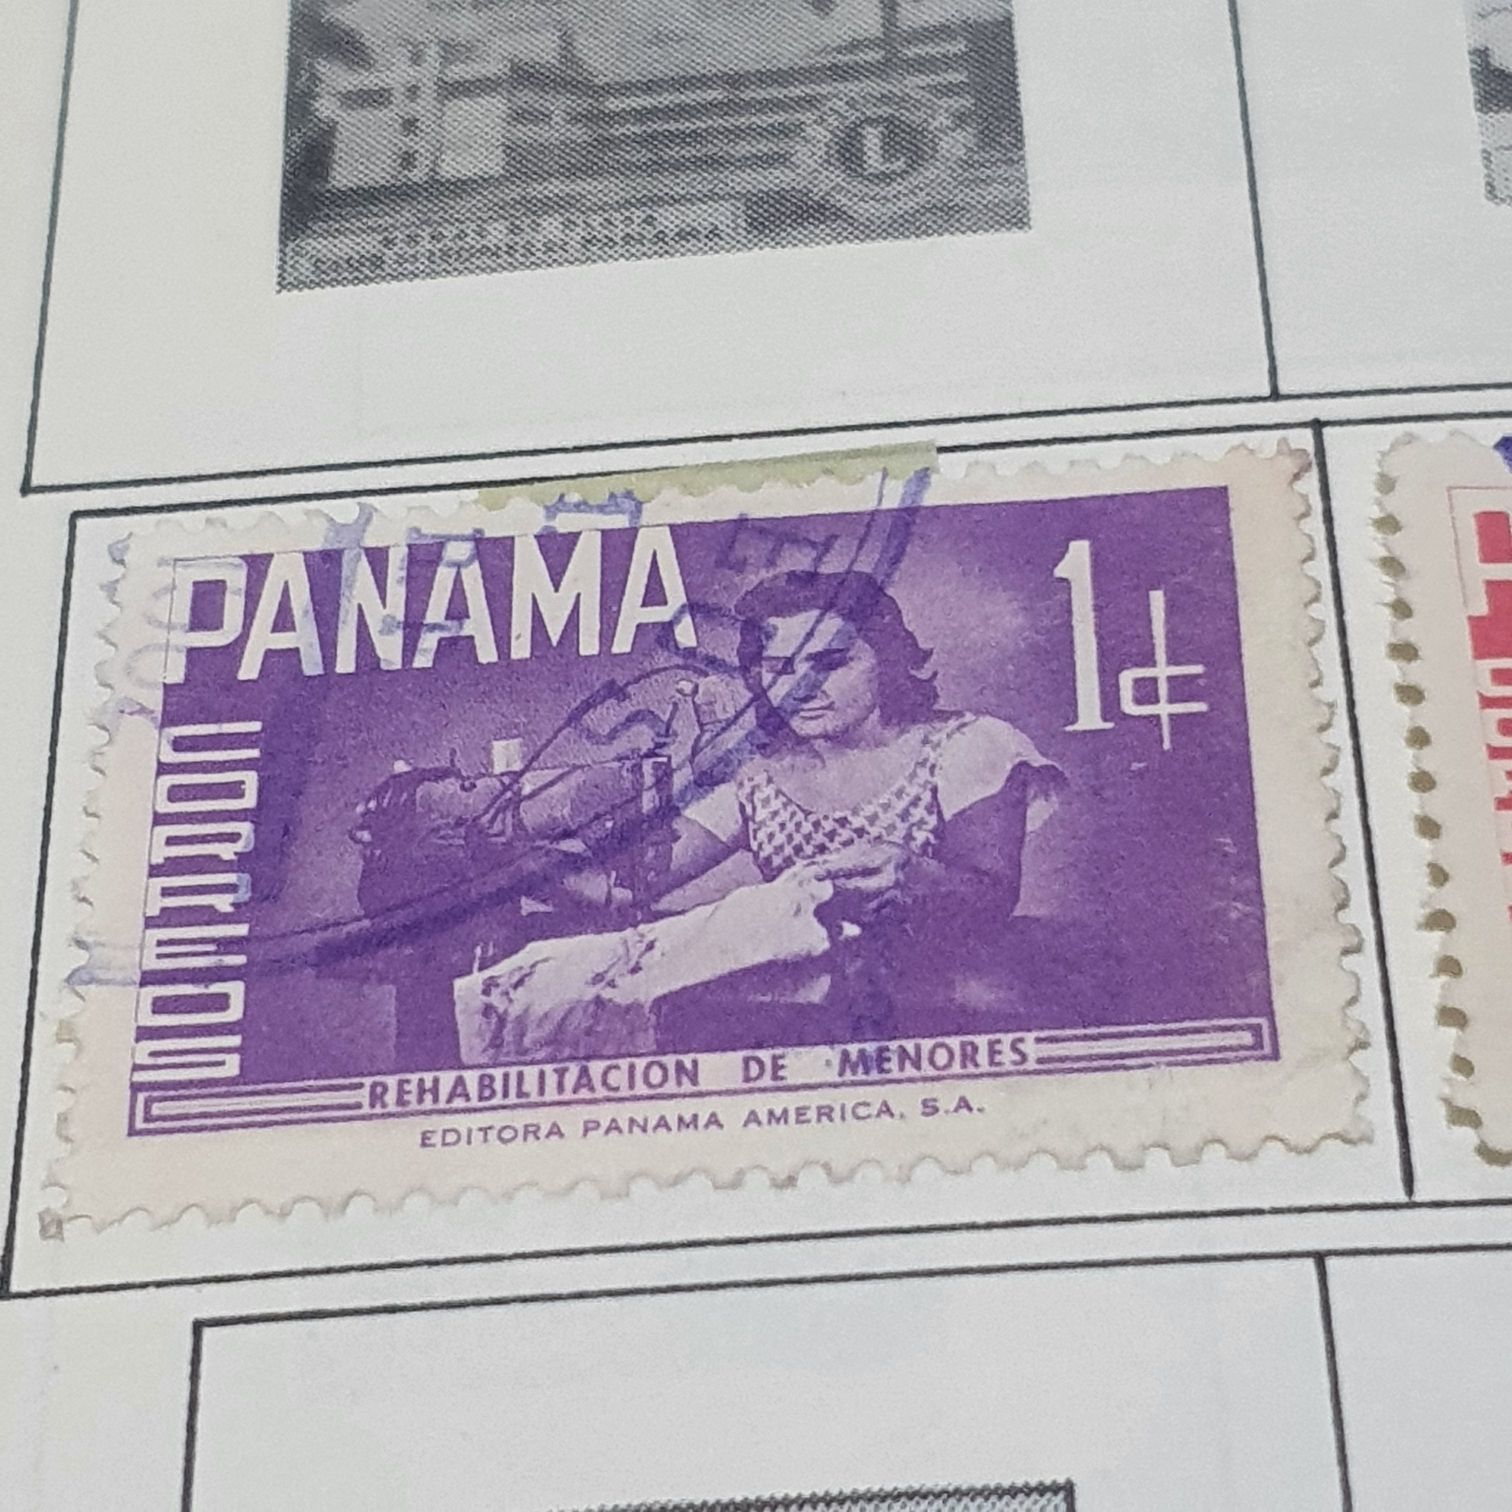 L
PANAMA
1¢
CORREOS
REHABILITACION DE MENORES
EDITORA PANAMA AMERICA, S.A.